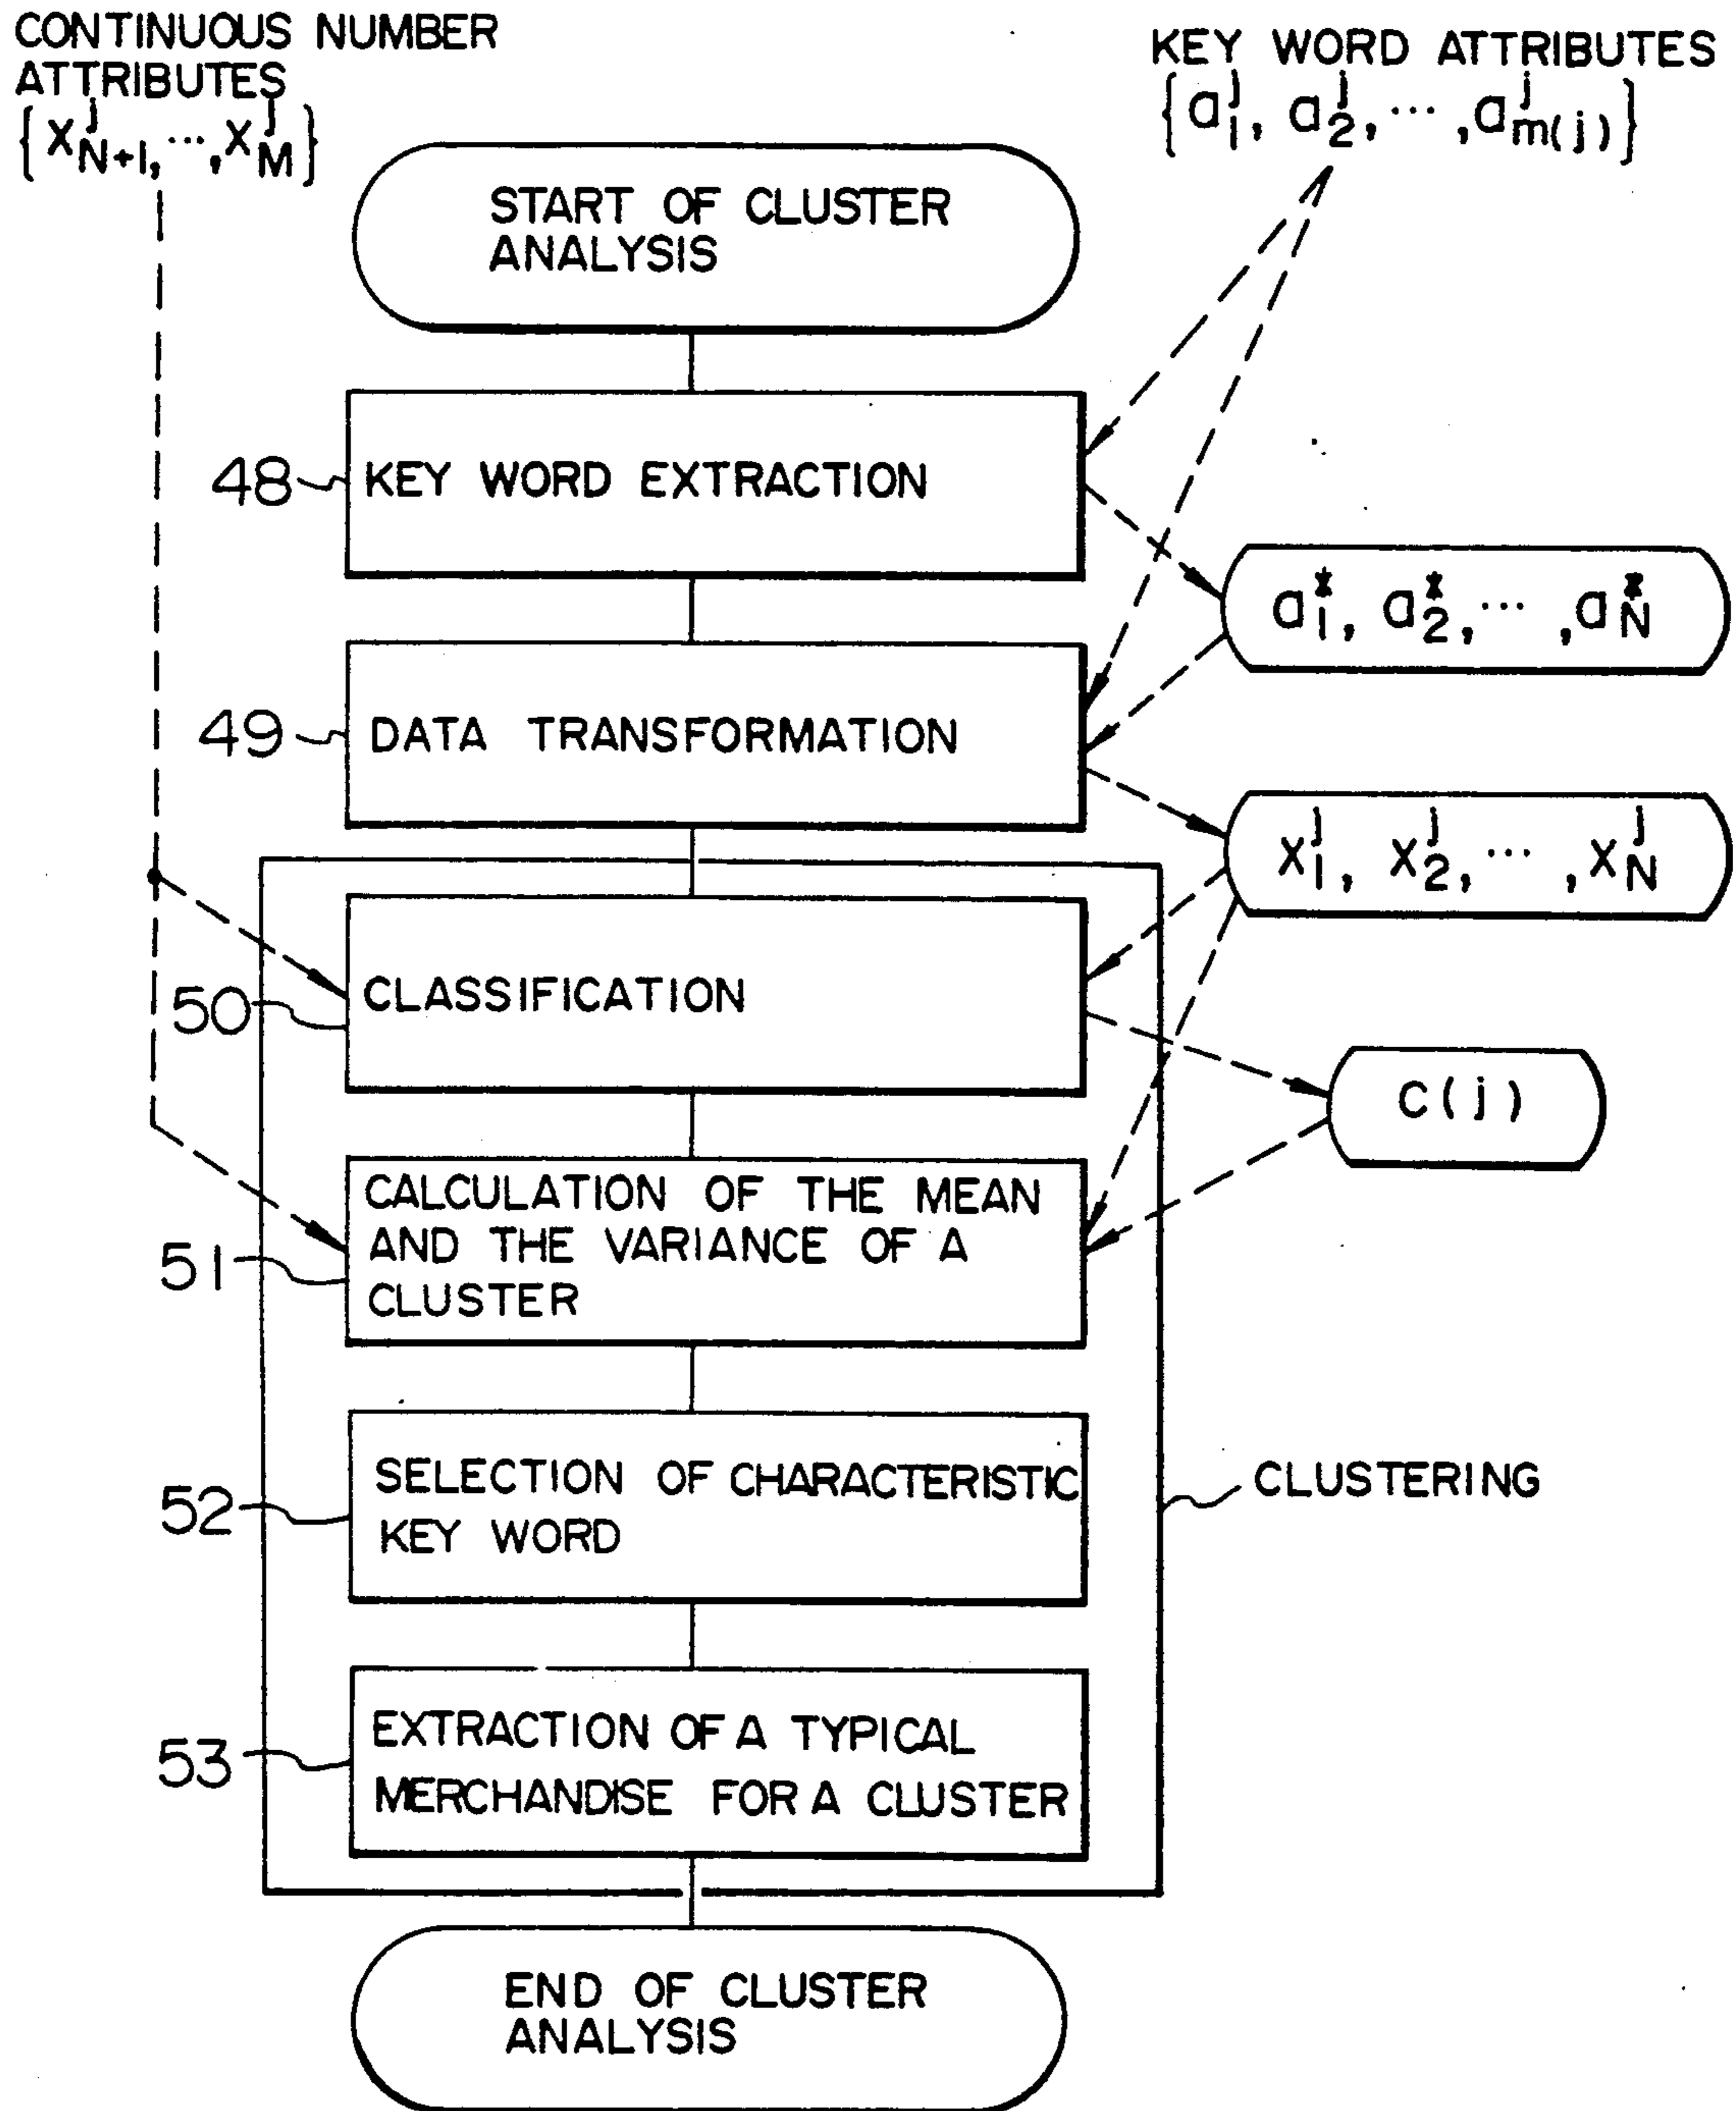 CONTINUOUS NUMBER
ATTRIBUTES
{x^j_{N+1}, ..., x^j_M}
KEY WORD ATTRIBUTES
{a^j_1, a^j_2, ..., a^j_{m(j)}}
START OF CLUSTER
ANALYSIS
48
KEY WORD EXTRACTION
a^*_1, a^*_2, ..., a^*_N
49
DATA TRANSFORMATION
x^j_1, x^j_2, ..., x^j_N
50
CLASSIFICATION
C(j)
51
CALCULATION OF THE MEAN
AND THE VARIANCE OF A
CLUSTER
52
SELECTION OF CHARACTERISTIC
KEY WORD
CLUSTERING
53
EXTRACTION OF A TYPICAL
MERCHANDISE FOR A CLUSTER
END OF CLUSTER
ANALYSIS